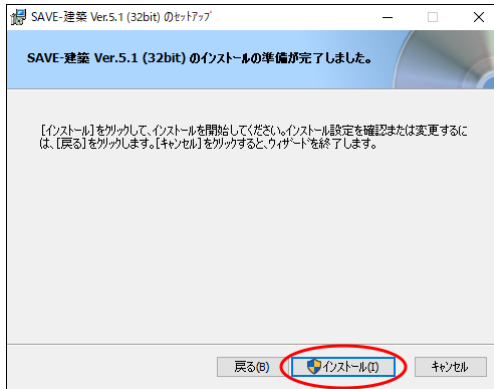 SAVE-建築 Ver.5.1 (32bit) のｾｯﾄｱｯﾌﾟ
SAVE-建築 Ver.5.1 (32bit) のインストールの準備が完了しました。
[インストール]をクリックして、インストールを開始してください。インストール設定を確認または変更するに
は、[戻る]をクリックします。[キャンセル]をクリックすると、ウィザードを終了します。
戻る(B) インストール(I) キャンセル